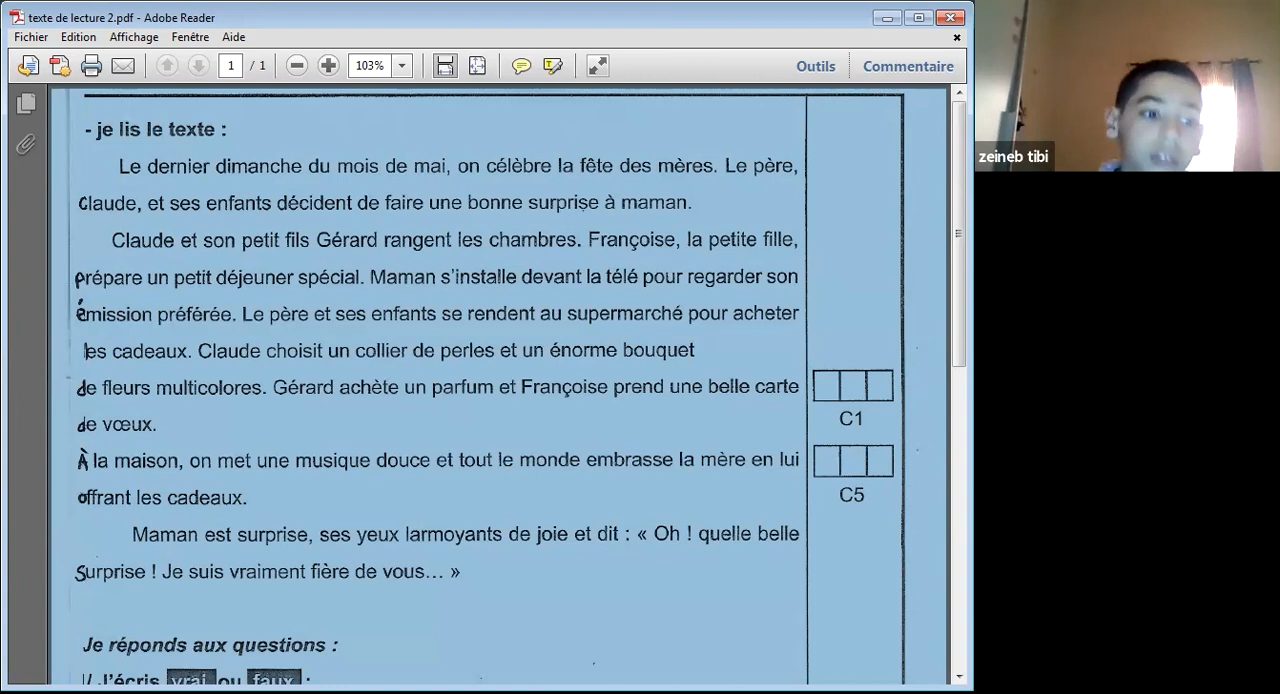 texte de lecture 2.pdf - Adobe Reader
Fichier Edition Affichage Fenêtre Aide
1 / 1 103% Outils Commentaire
- je lis le texte :
Le dernier dimanche du mois de mai, on célèbre la fête des mères. Le père,
Claude, et ses enfants décident de faire une bonne surprise à maman.
Claude et son petit fils Gérard rangent les chambres. Françoise, la petite fille,
prépare un petit déjeuner spécial. Maman s'installe devant la télé pour regarder son
émission préférée. Le père et ses enfants se rendent au supermarché pour acheter
les cadeaux. Claude choisit un collier de perles et un énorme bouquet
de fleurs multicolores. Gérard achète un parfum et Françoise prend une belle carte
de vœux.
À la maison, on met une musique douce et tout le monde embrasse la mère en lui
offrant les cadeaux.
Maman est surprise, ses yeux larmoyants de joie et dit : « Oh ! quelle belle
Surprise ! Je suis vraiment fière de vous... »
C1
C5
Je réponds aux questions :
1/ J'écris vrai ou faux :
zeineb tibi